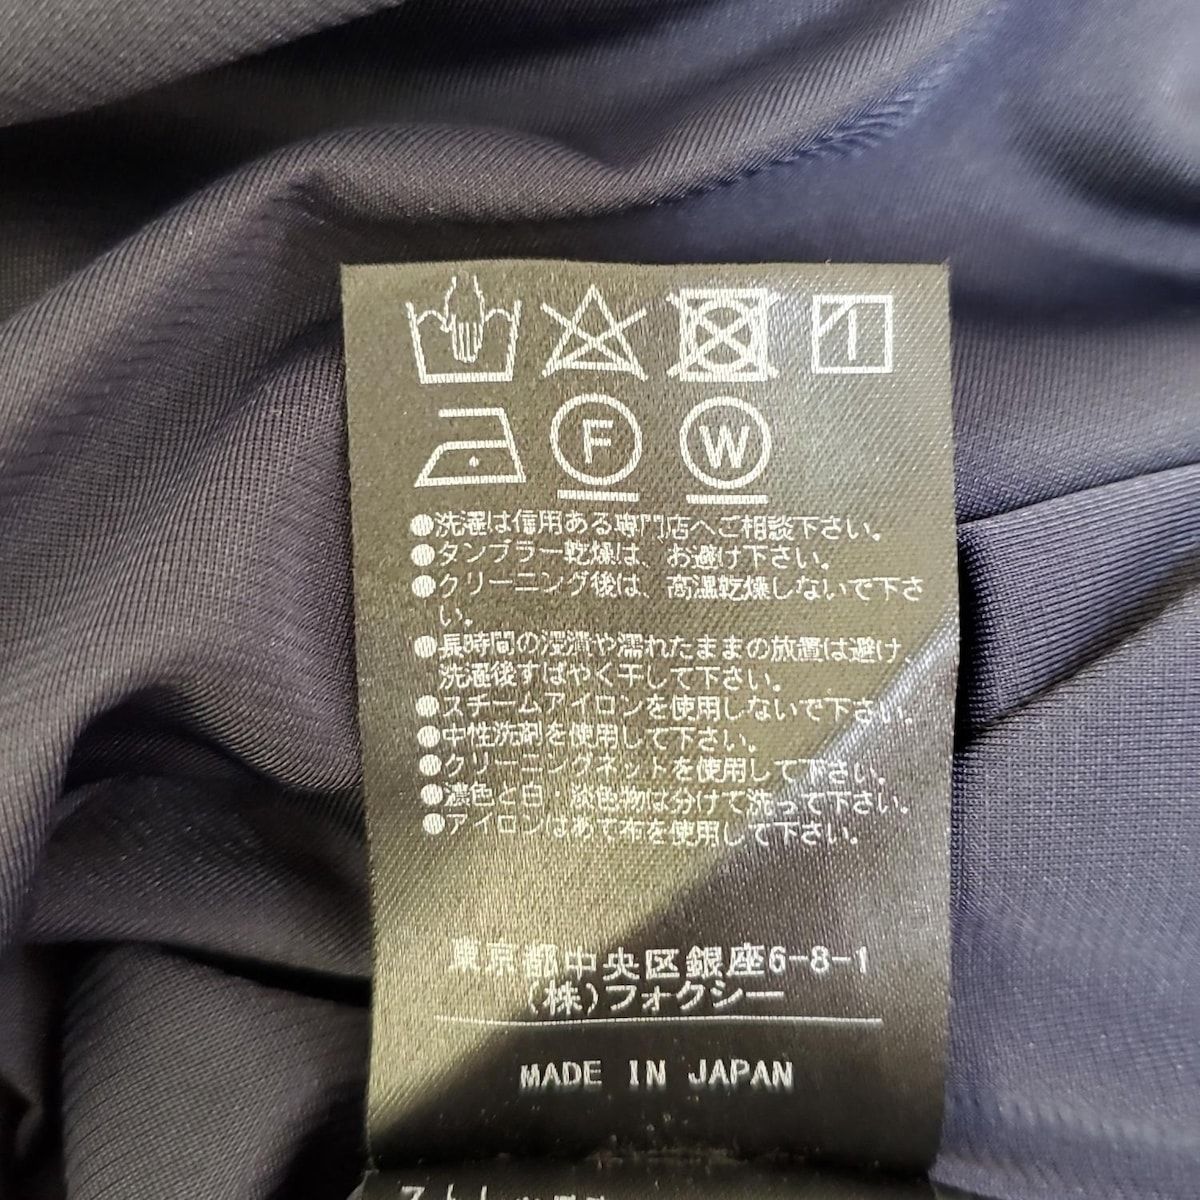 F W
●洗濯は信用ある専門店へご相談下さい。
●タンブラー乾燥は、お避け下さい。
●クリーニング後は、高温乾燥しないで下さ
い。
●長時間の浸漬や濡れたままの放置は避け
洗濯後すばやく干して下さい。
●スチームアイロンを使用しないで下さい。
●中性洗剤を使用して下さい。
●クリーニングネットを使用して下さい。
●濃色と白・淡色物は分けて洗って下さい。
●アイロンはあて布を使用して下さい。
東京都中央区銀座6-8-1
(株)フォクシー
MADE IN JAPAN